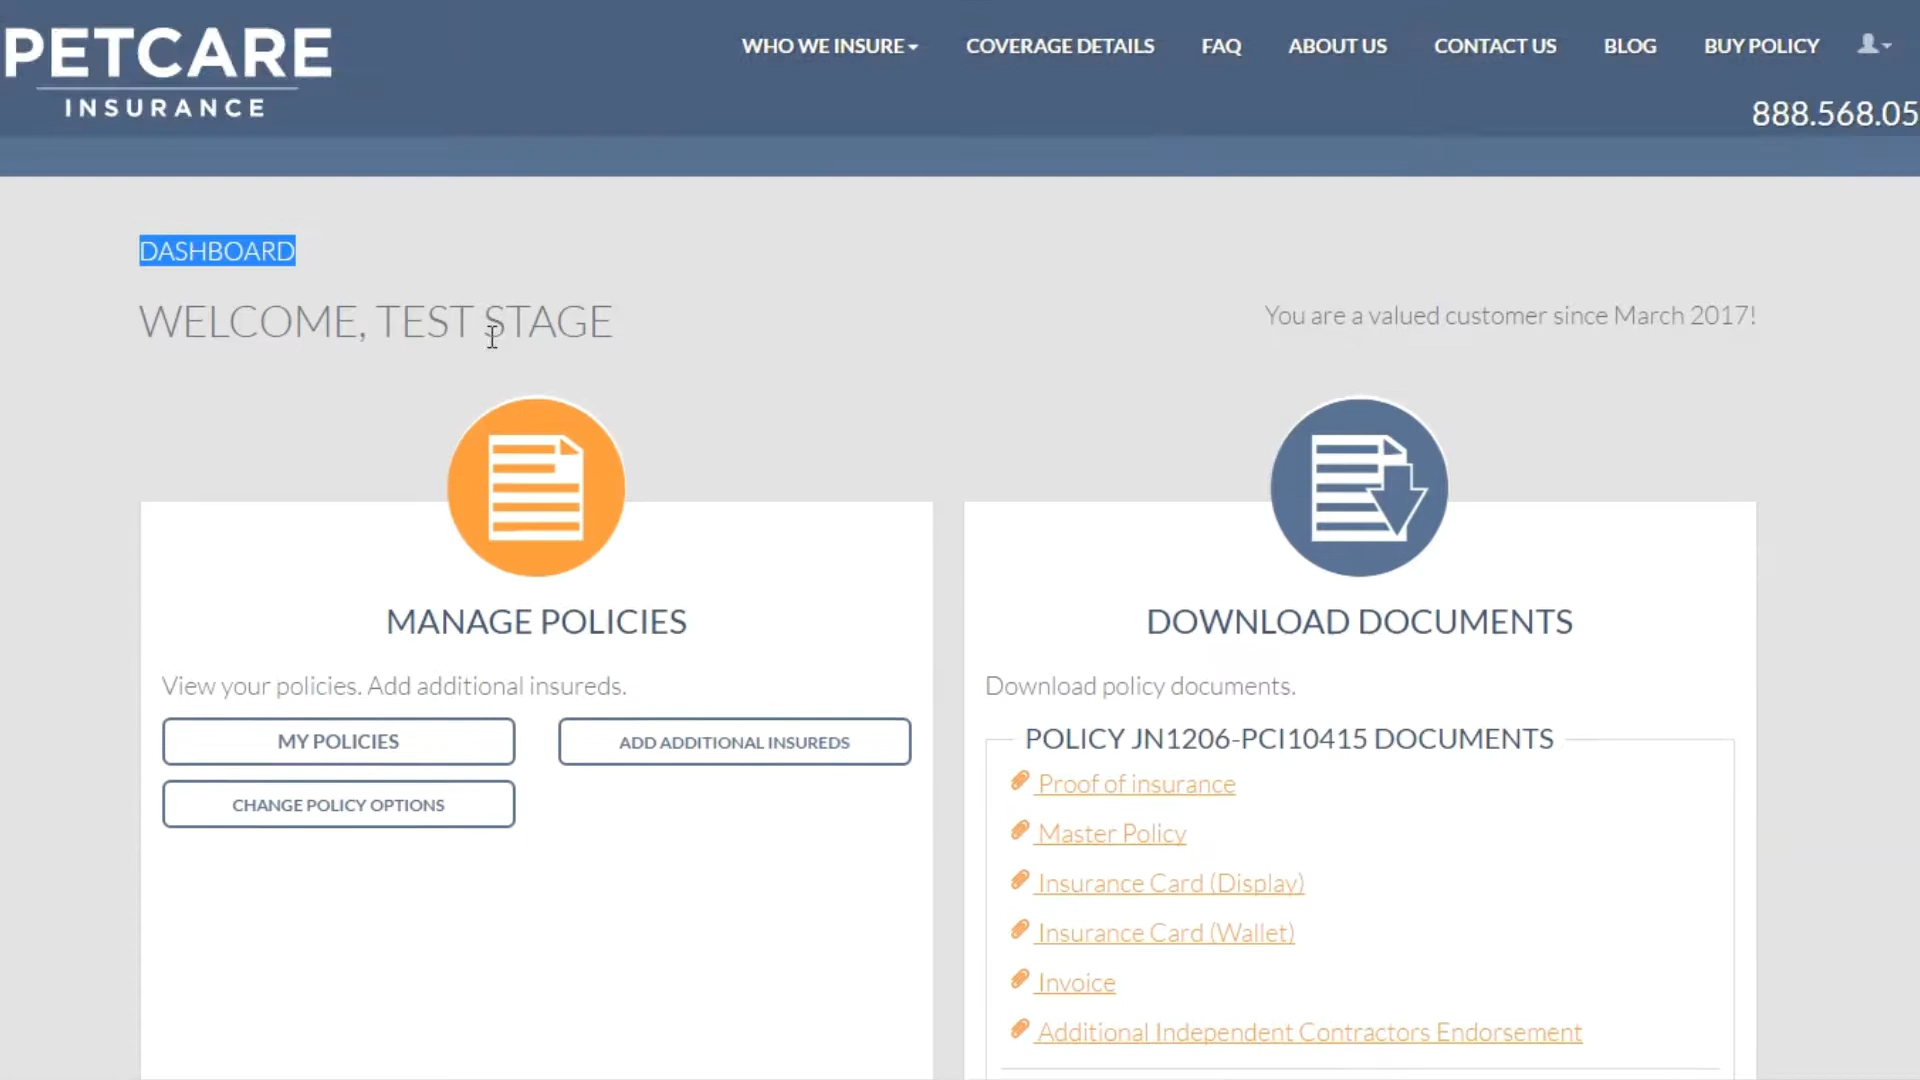 PETCARE
INSURANCE
WHO WE INSURE
COVERAGE DETAILS
FAQ
ABOUT US
CONTACT US
BLOG
BUY POLICY
888.568.05
DASHBOARD
WELCOME, TEST STAGE
You are a valued customer since March 2017!
MANAGE POLICIES
View your policies. Add additional insureds.
MY POLICIES
ADD ADDITIONAL INSUREDS
CHANGE POLICY OPTIONS
DOWNLOAD DOCUMENTS
Download policy documents.
POLICY JN1206-PCI10415 DOCUMENTS
Proof of insurance
Master Policy
Insurance Card (Display)
Insurance Card (Wallet)
Invoice
Additional Independent Contractors Endorsement